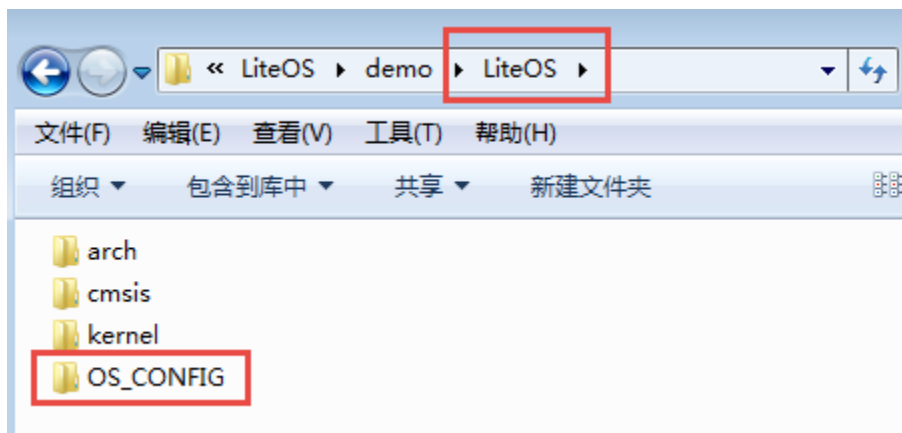 « LiteOS ▸ demo ▸ LiteOS ▸
文件(F) 编辑(E) 查看(V) 工具(T) 帮助(H)
组织 包含到库中 共享 新建文件夹
arch
cmsis
kernel
OS_CONFIG